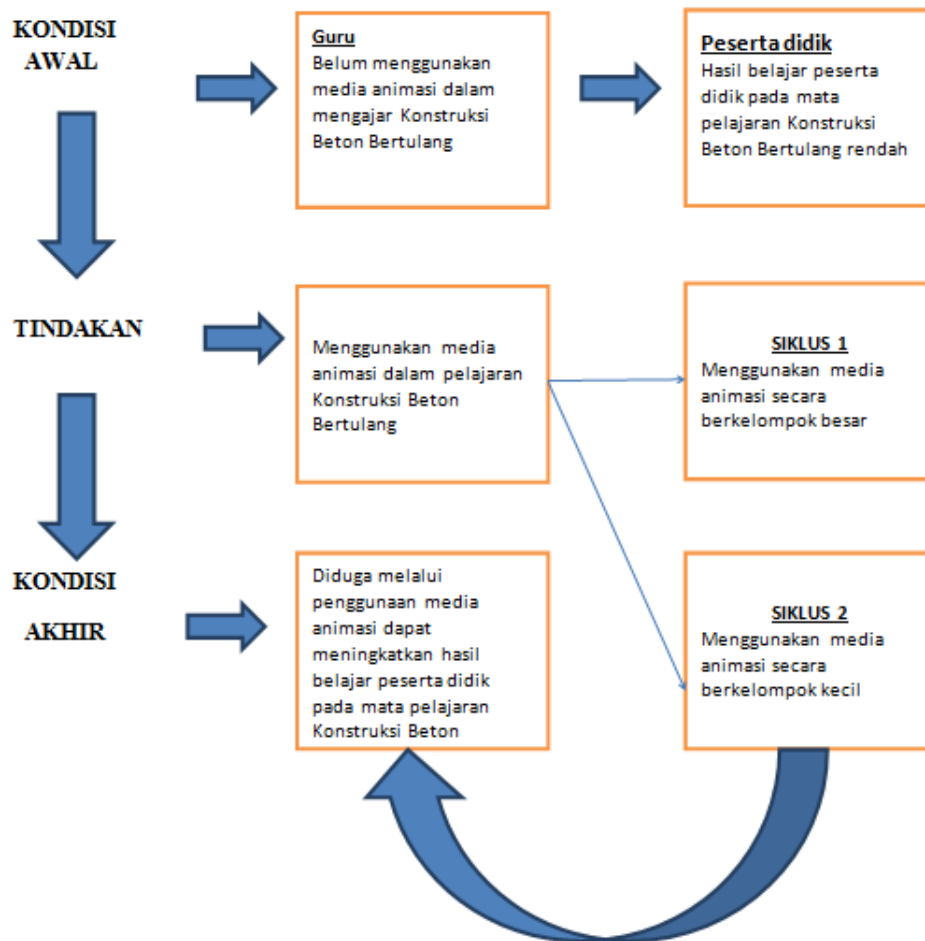 KONDISI
AWAL
Guru
Belum menggunakan
media animasi dalam
mengajar Konstruksi
Beton Bertulang
Peserta didik
Hasil belajar peserta
didik pada mata
pelajaran Konstruksi
Beton Bertulang rendah
TINDAKAN
Menggunakan media
animasi dalam pelajaran
Konstruksi Beton
Bertulang
SIKLUS 1
Menggunakan media
animasi secara
berkelompok besar
KONDISI
AKHIR
Diduga melalui
penggunaan media
animasi dapat
meningkatkan hasil
belajar peserta didik
pada mata pelajaran
Konstruksi Beton
SIKLUS 2
Menggunakan media
animasi secara
berkelompok kecil